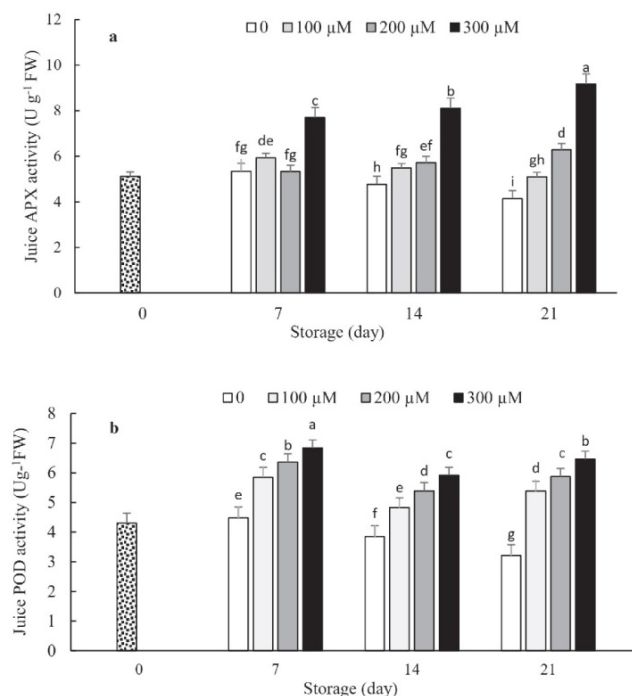 a
0 100 µM 200 µM 300 µM
Juice APX activity (U g-1 FW)
12
10
8
6
4
2
0
fg de fg c
h fg ef b
i gh d a
0 7 14 21
Storage (day)
b
0 100 µM 200 µM 300 µM
Juice POD activity (Ug-1FW)
8
7
6
5
4
3
2
1
0
e c b a
f e d c
g d c b
0 7 14 21
Storage (day)